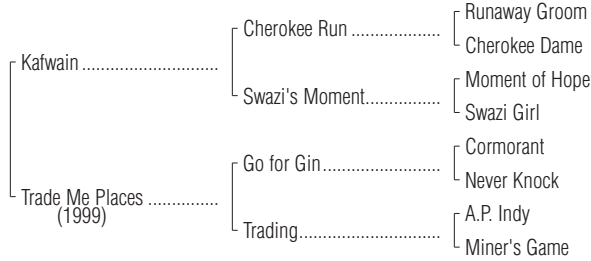 Runaway Groom
Cherokee Run ....................
Cherokee Dame
Kafwain ..............................
Moment of Hope
Swazi's Moment.................
Swazi Girl
Cormorant
Go for Gin..........................
Never Knock
Trade Me Places ...............
(1999)
A.P. Indy
Trading................................
Miner's Game